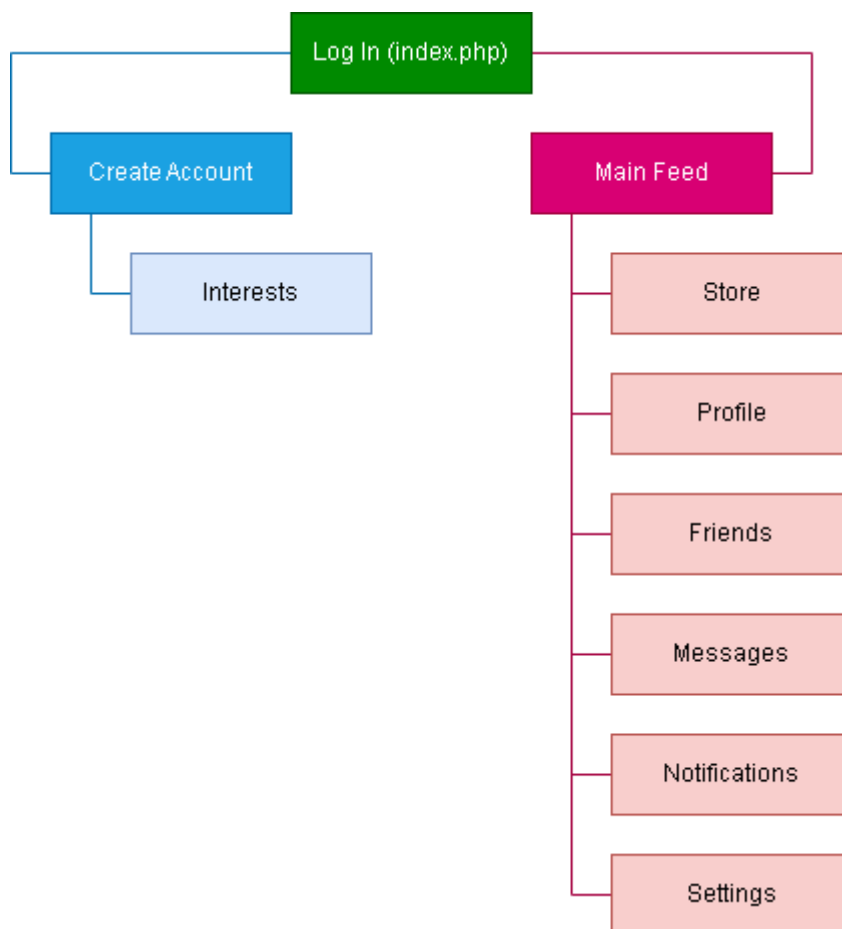 Log In (index.php)
Create Account
Main Feed
Interests
Store
Profile
Friends
Messages
Notifications
Settings